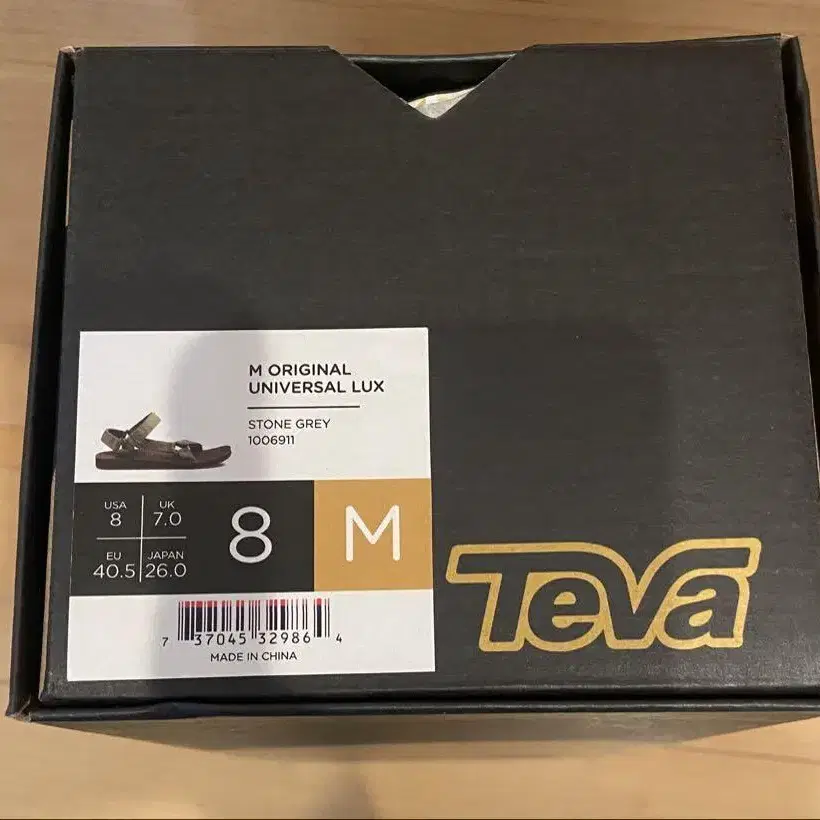 M ORIGINAL
UNIVERSAL LUX
STONE GREY
1006911
USA UK
8 7.0
EU JAPAN
40.5 26.0
8
M
7 37045 32986 4
MADE IN CHINA
TeVa